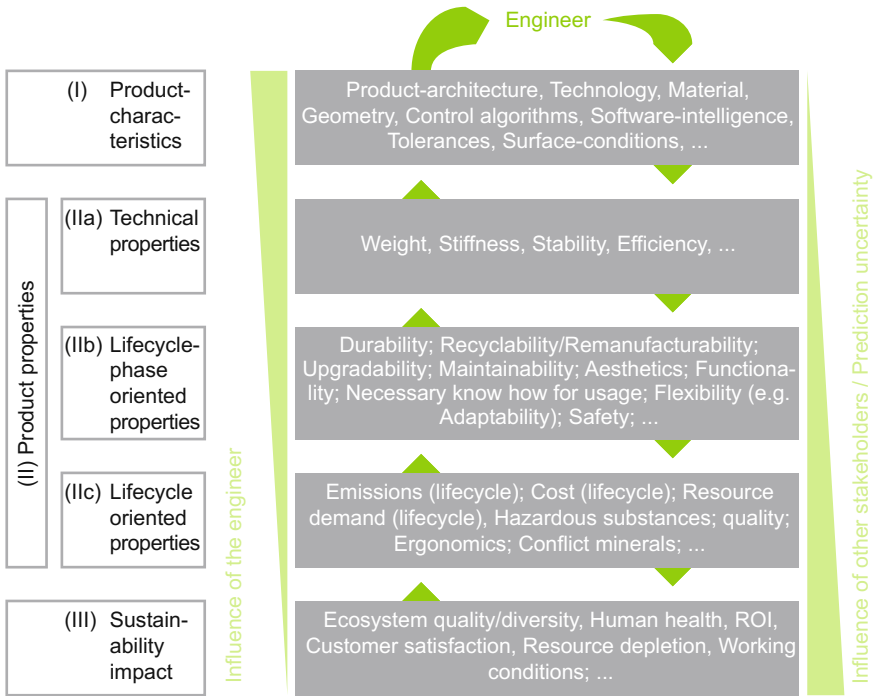 Engineer
(I) Product-
charac-
teristics
Product-architecture, Technology, Material,
Geometry, Control algorithms, Software-intelligence,
Tolerances, Surface-conditions, ...
(II) Product properties
(IIa) Technical
properties
Weight, Stiffness, Stability, Efficiency, ...
(IIb) Lifecycle-
phase
oriented
properties
Durability; Recyclability/Remanufacturability;
Upgradability; Maintainability; Aesthetics; Functiona-
lity; Necessary know how for usage; Flexibility (e.g.
Adaptability); Safety; ...
(IIc) Lifecycle
oriented
properties
Emissions (lifecycle); Cost (lifecycle); Resource
demand (lifecycle), Hazardous substances; quality;
Ergonomics; Conflict minerals; ...
(III) Sustain-
ability
impact
Ecosystem quality/diversity, Human health, ROI,
Customer satisfaction, Resource depletion, Working
conditions; ...
Influence of the engineer
Influence of other stakeholders / Prediction uncertainty